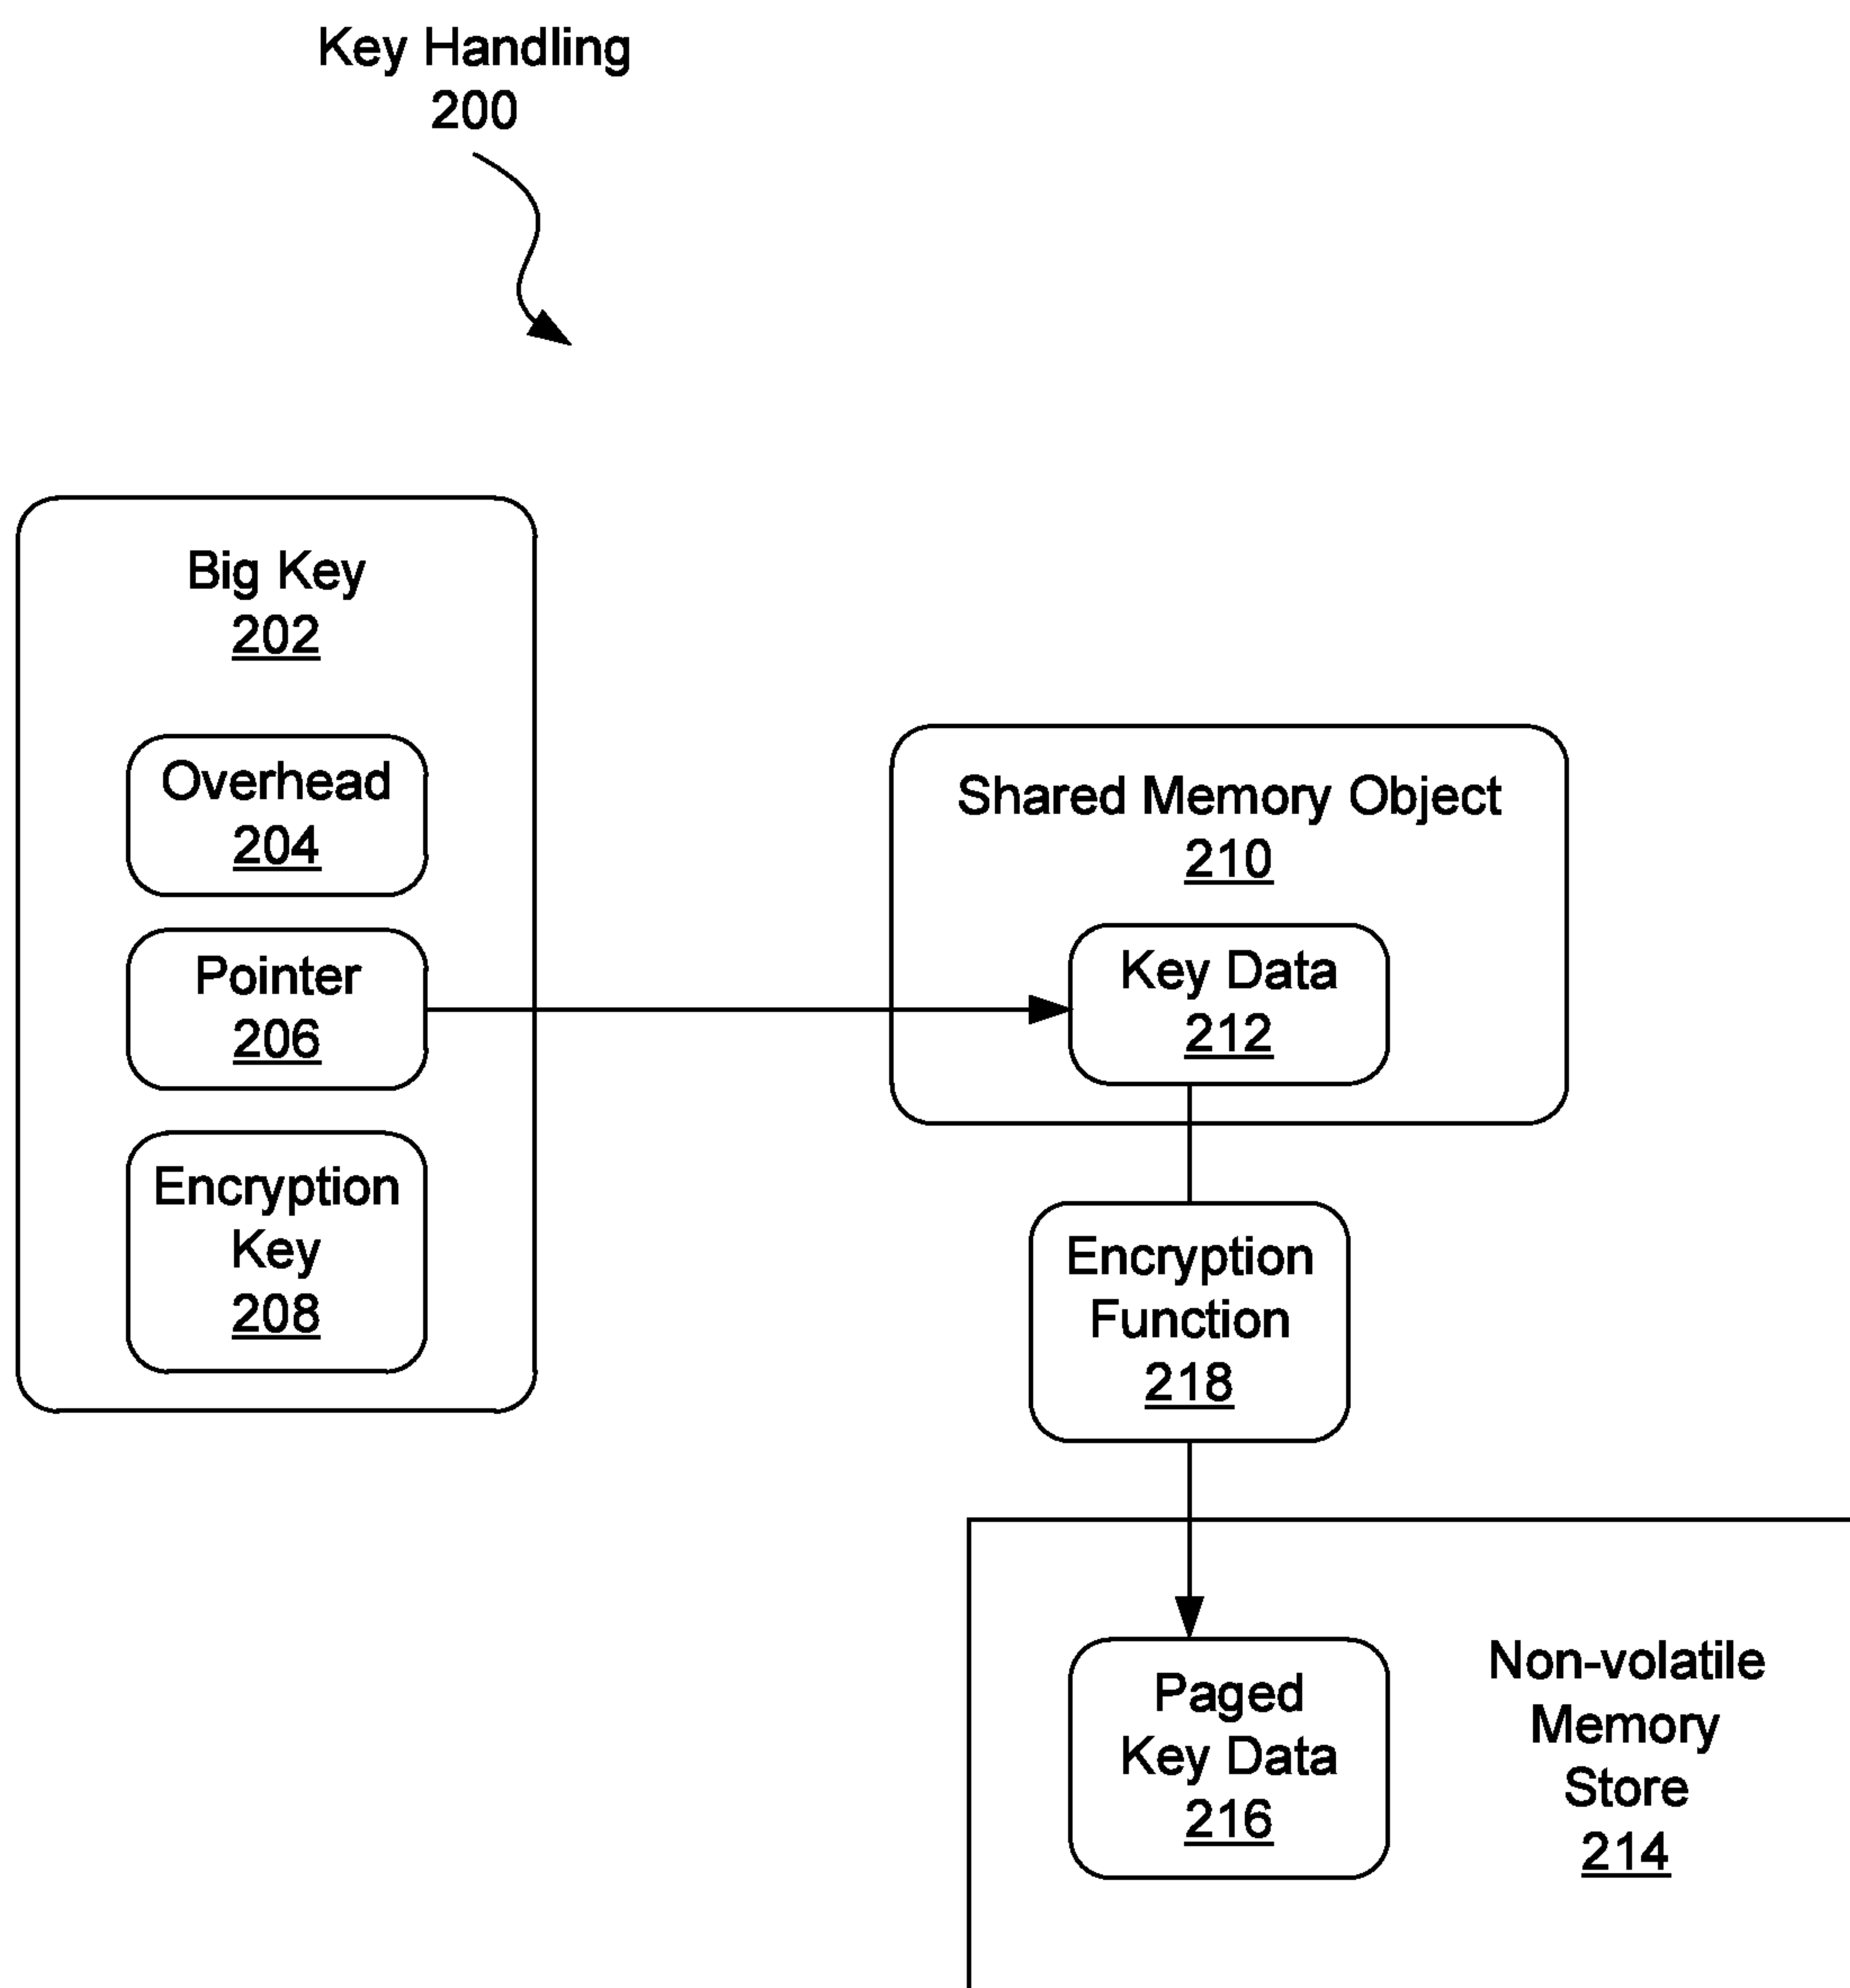 Key Handling
200
Big Key
202
Overhead
204
Pointer
206
Encryption
Key
208
Shared Memory Object
210
Key Data
212
Encryption
Function
218
Paged
Key Data
216
Non-volatile
Memory
Store
214